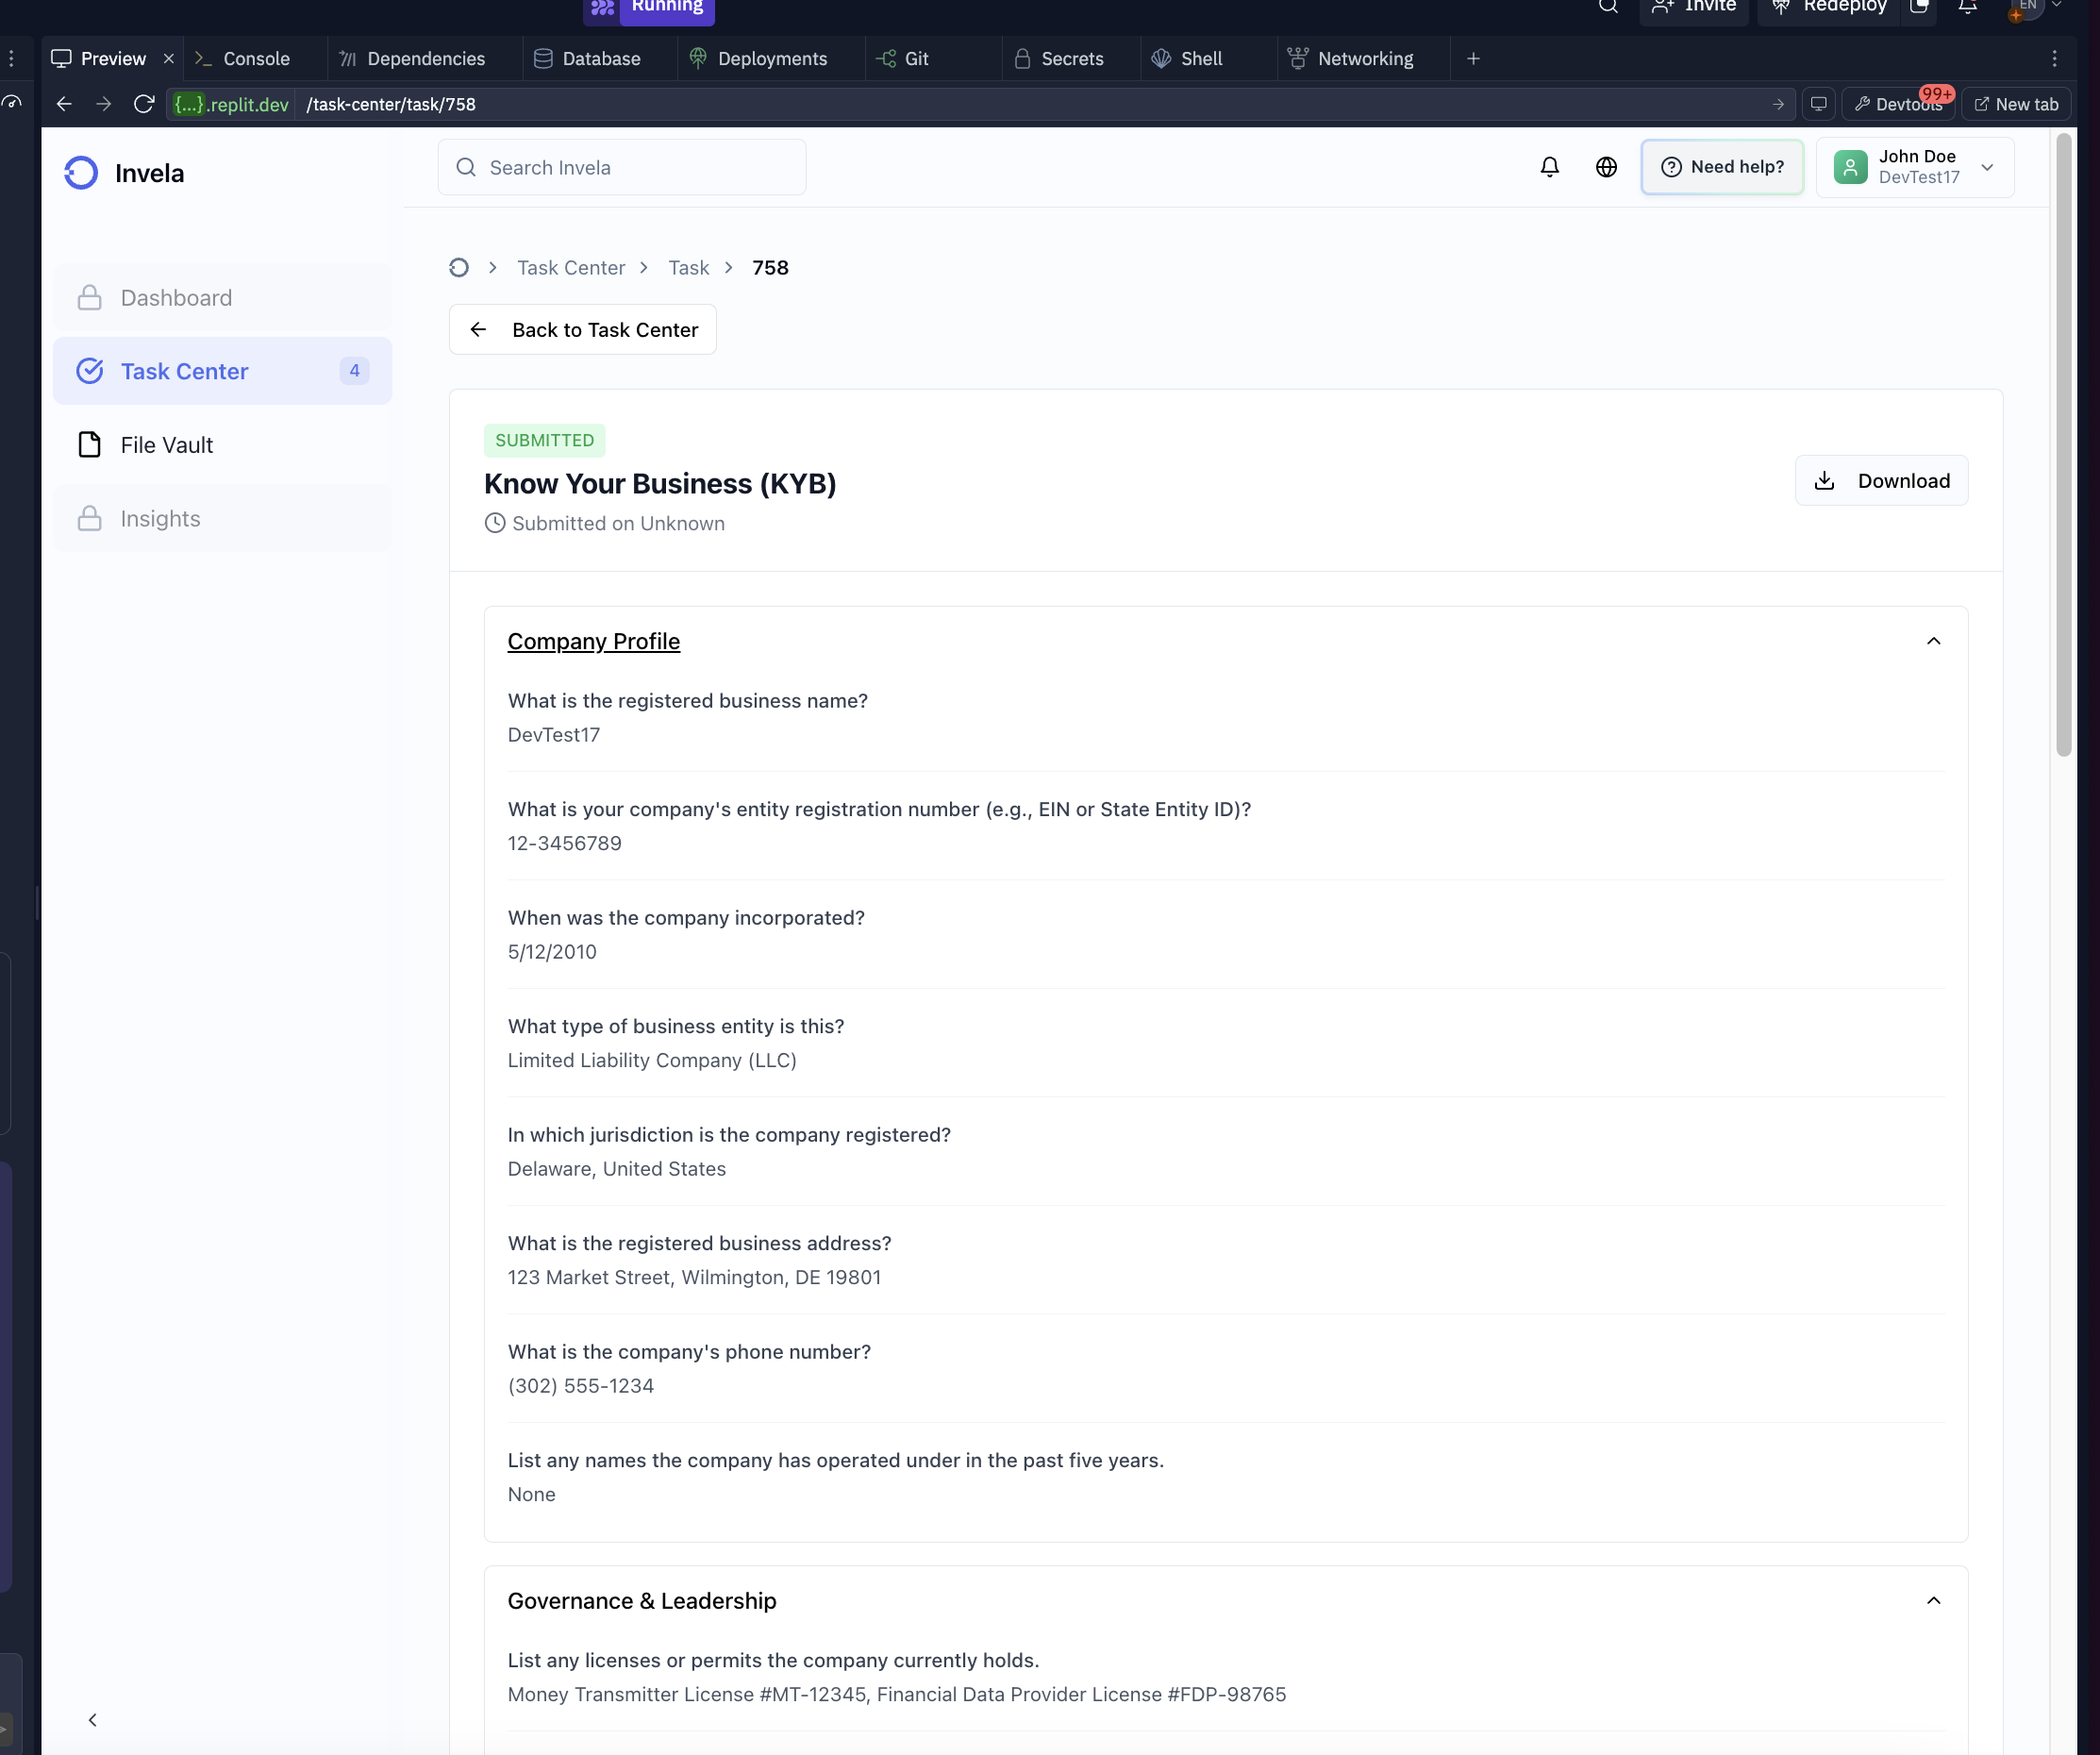 Running
Invite
Redeploy
EN
Preview
Console
Dependencies
Database
Deployments
Git
Secrets
Shell
Networking
{...}.replit.dev
/task-center/task/758
Devtools
99+
New tab
Invela
Search Invela
Need help?
John Doe
DevTest17
Dashboard
Task Center
4
File Vault
Insights
Task Center
Task
758
Back to Task Center
SUBMITTED
Know Your Business (KYB)
Submitted on Unknown
Download
Company Profile
What is the registered business name?
DevTest17
What is your company's entity registration number (e.g., EIN or State Entity ID)?
12-3456789
When was the company incorporated?
5/12/2010
What type of business entity is this?
Limited Liability Company (LLC)
In which jurisdiction is the company registered?
Delaware, United States
What is the registered business address?
123 Market Street, Wilmington, DE 19801
What is the company's phone number?
(302) 555-1234
List any names the company has operated under in the past five years.
None
Governance & Leadership
List any licenses or permits the company currently holds.
Money Transmitter License #MT-12345, Financial Data Provider License #FDP-98765